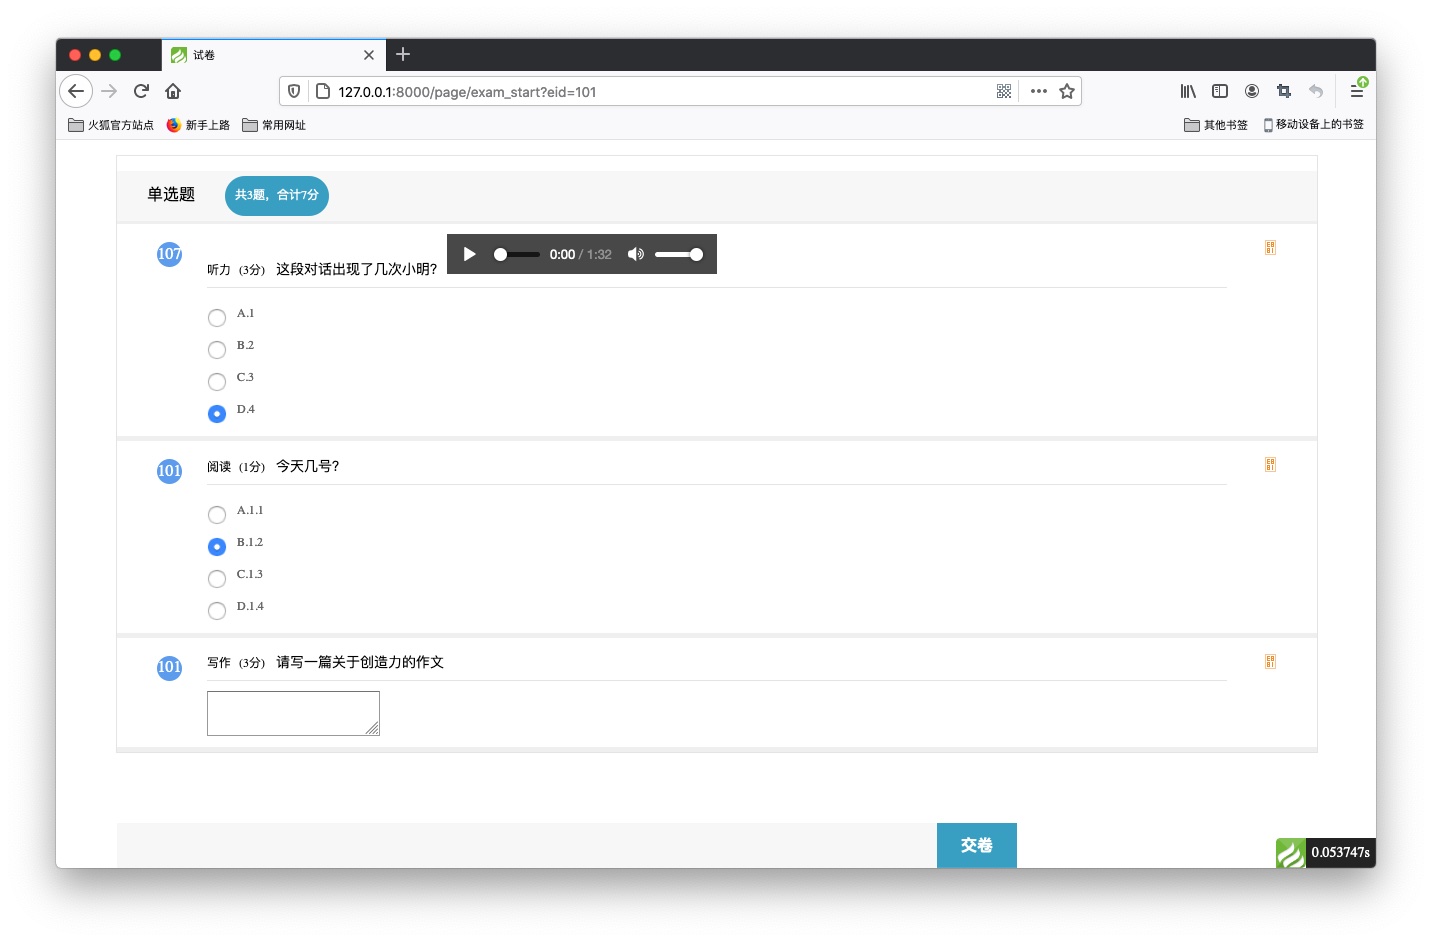 试卷
127.0.0.1:8000/page/exam_start?eid=101
火狐官方站点 新手上路 常用网址 其他书签 移动设备上的书签
单选题 共3题，合计7分
107 听力 (3分) 这段对话出现了几次小明？ 0:00 / 1:32
A.1
B.2
C.3
D.4
101 阅读 (1分) 今天几号？
A.1.1
B.1.2
C.1.3
D.1.4
101 写作 (3分) 请写一篇关于创造力的作文
交卷
0.053747s